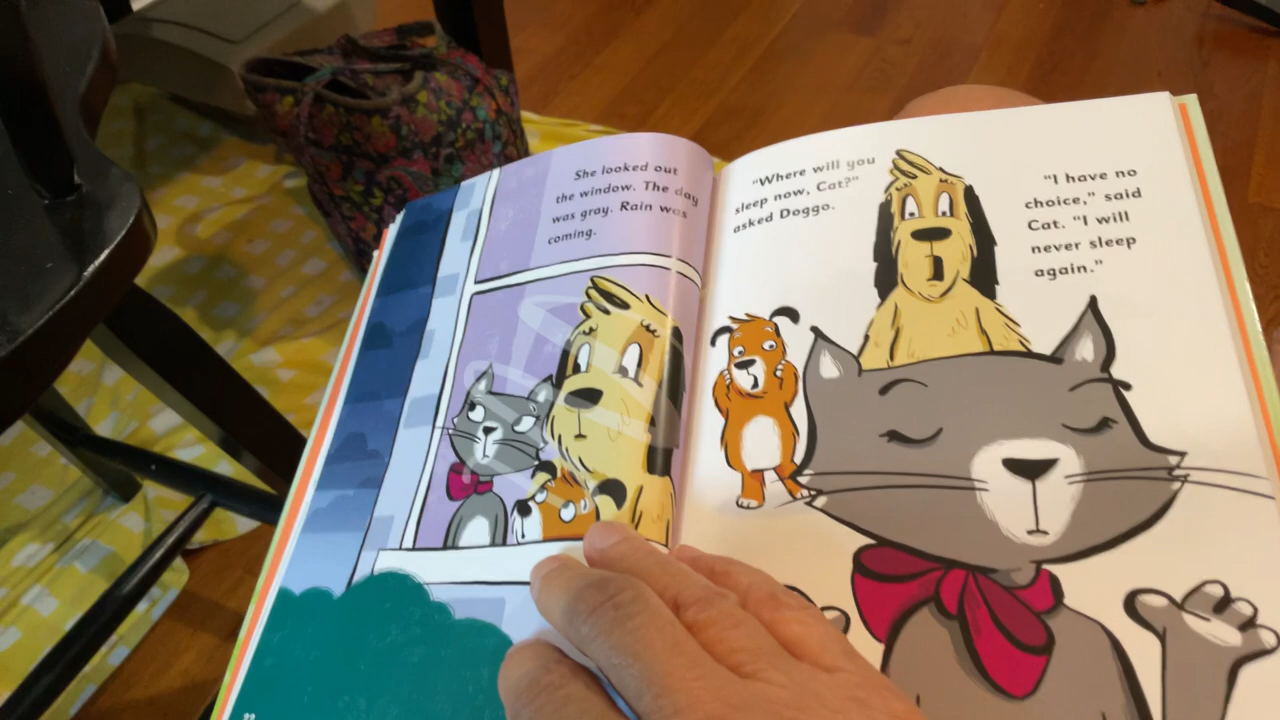 She looked out
the window. The day
was gray. Rain was
coming.
"Where will you
sleep now, Cat?"
asked Doggo.
"I have no
choice," said
Cat. "I will
never sleep
again."